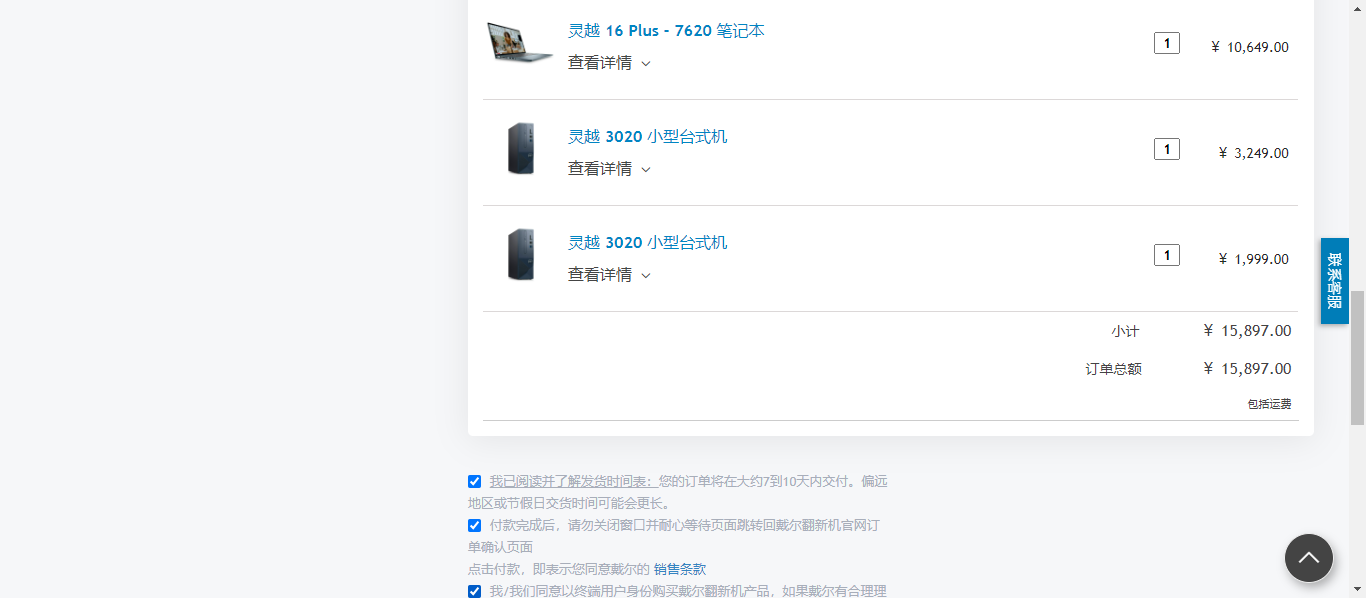 灵越 16 Plus - 7620 笔记本
1
¥ 10,649.00
查看详情
灵越 3020 小型台式机
1
¥ 3,249.00
查看详情
灵越 3020 小型台式机
1
¥ 1,999.00
查看详情
联系客服
小计
¥ 15,897.00
订单总额
¥ 15,897.00
包括运费
我已阅读并了解发货时间表：您的订单将在大约7到10天内交付。偏远
地区或节假日交货时间可能会更长。
付款完成后，请勿关闭窗口并耐心等待页面跳转回戴尔翻新机官网订
单确认页面
点击付款，即表示您同意戴尔的 销售条款
我/我们同意以终端用户身份购买戴尔翻新机产品，如果戴尔有合理理